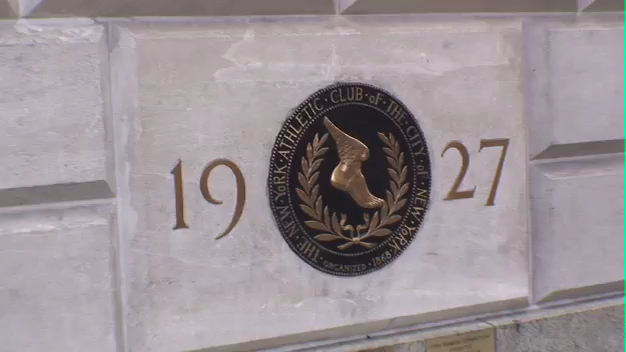 19 27
THE · NEW · YORK · ATHLETIC · CLUB · oF · THE · CITY · oF · NEW · YORK ·
ORGANIZED · 1868